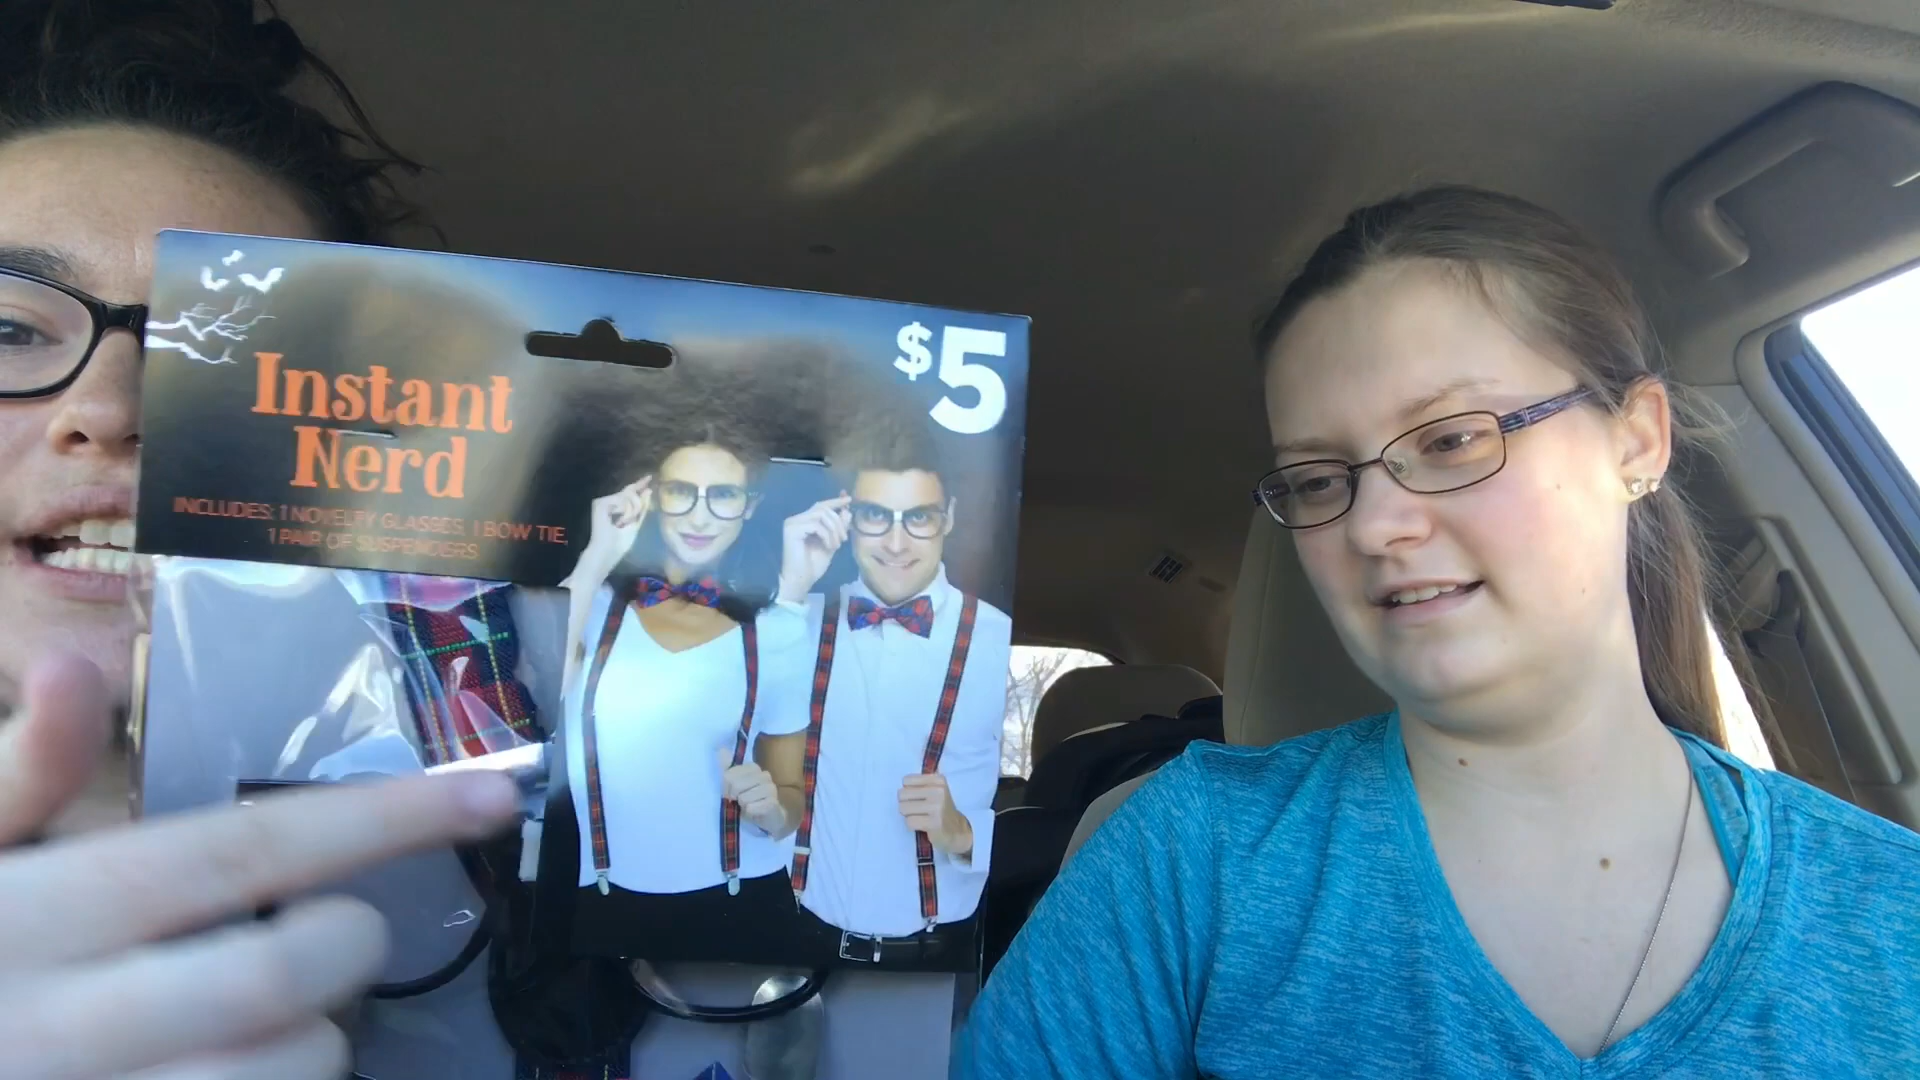 $5
Instant
Nerd
INCLUDES: 1 NOVELTY GLASSES, 1 BOW TIE,
1 PAIR OF SUSPENDERS